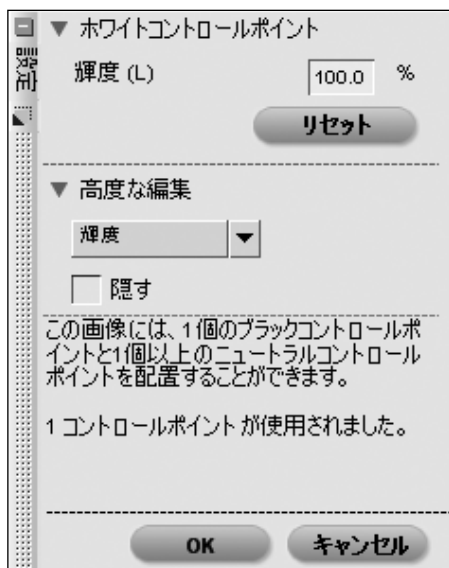 設定
▼ ホワイトコントロールポイント
輝度 (L) 100.0 %
リセット
▼ 高度な編集
輝度 ▼
隠す
この画像には、1個のブラックコントロールポ
イントと1個以上のニュートラルコントロール
ポイントを配置することができます。
1 コントロールポイント が使用されました。
OK キャンセル